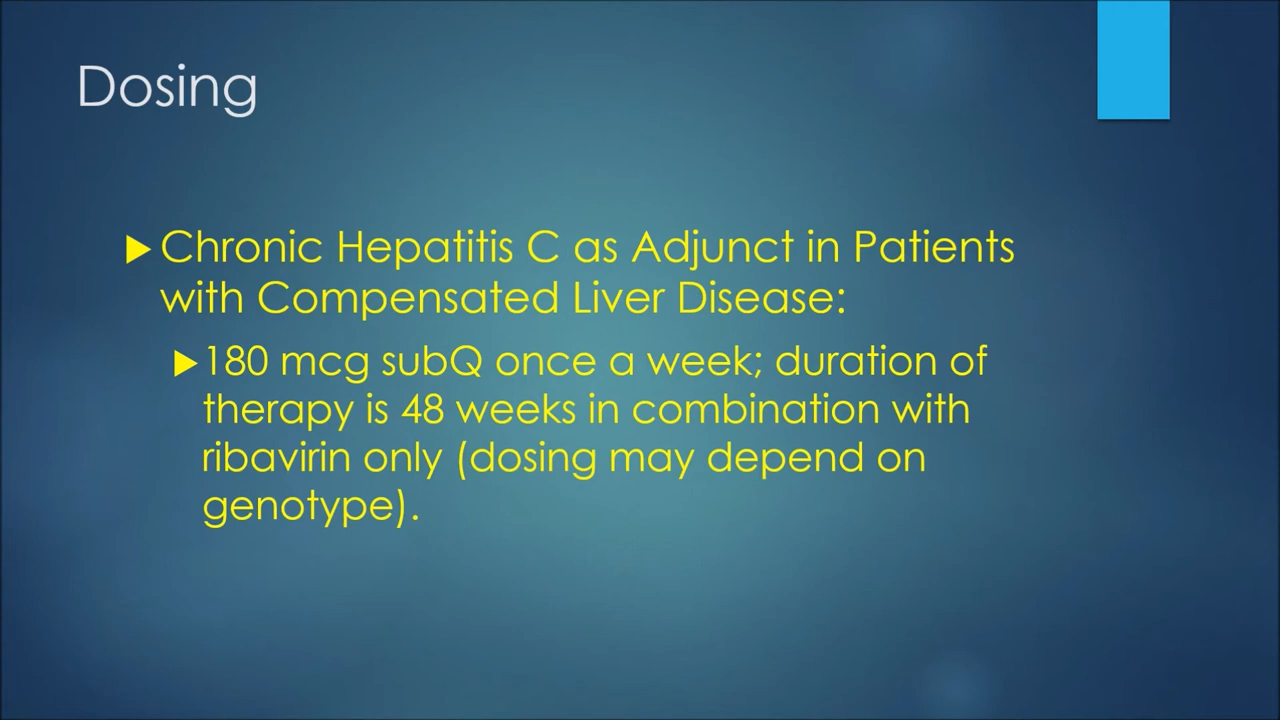 Dosing
Chronic Hepatitis C as Adjunct in Patients
with Compensated Liver Disease:
180 mcg subQ once a week; duration of
therapy is 48 weeks in combination with
ribavirin only (dosing may depend on
genotype).